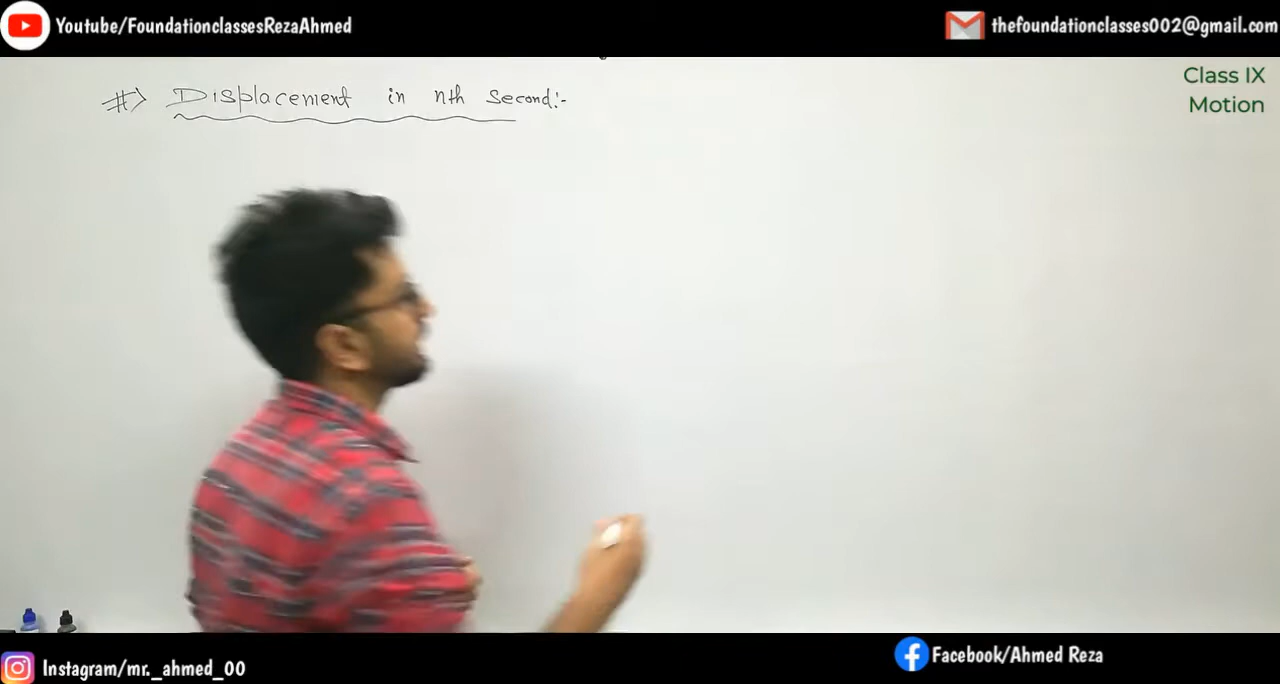 Youtube/FoundationclassesRezaAhmed
thefoundationclasses002@gmail.com
Class IX
Motion
#> Displacement in nth second:-
Instagram/mr._ahmed_00
Facebook/Ahmed Reza